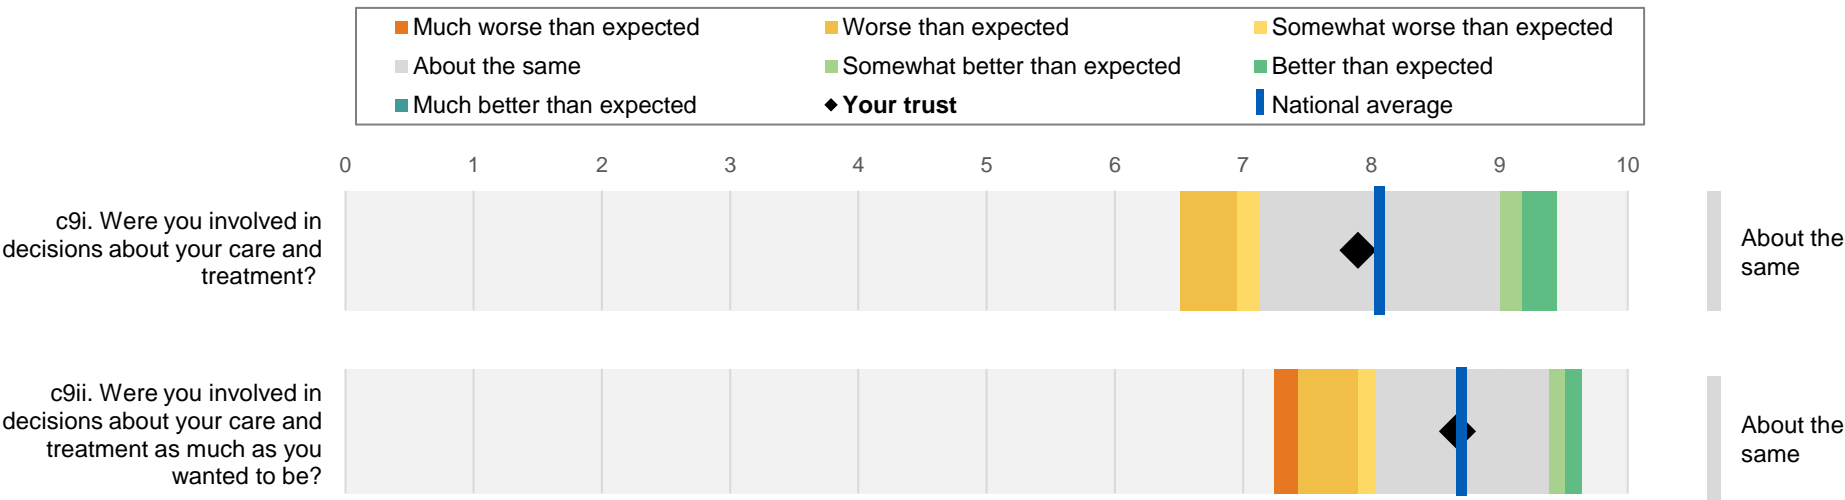 Much worse than expected
Worse than expected
Somewhat worse than expected
About the same
Somewhat better than expected
Better than expected
Much better than expected
Your trust
National average
0 1 2 3 4 5 6 7 8 9 10
c9i. Were you involved in
decisions about your care and
treatment?
About the
same
c9ii. Were you involved in
decisions about your care and
treatment as much as you
wanted to be?
About the
same